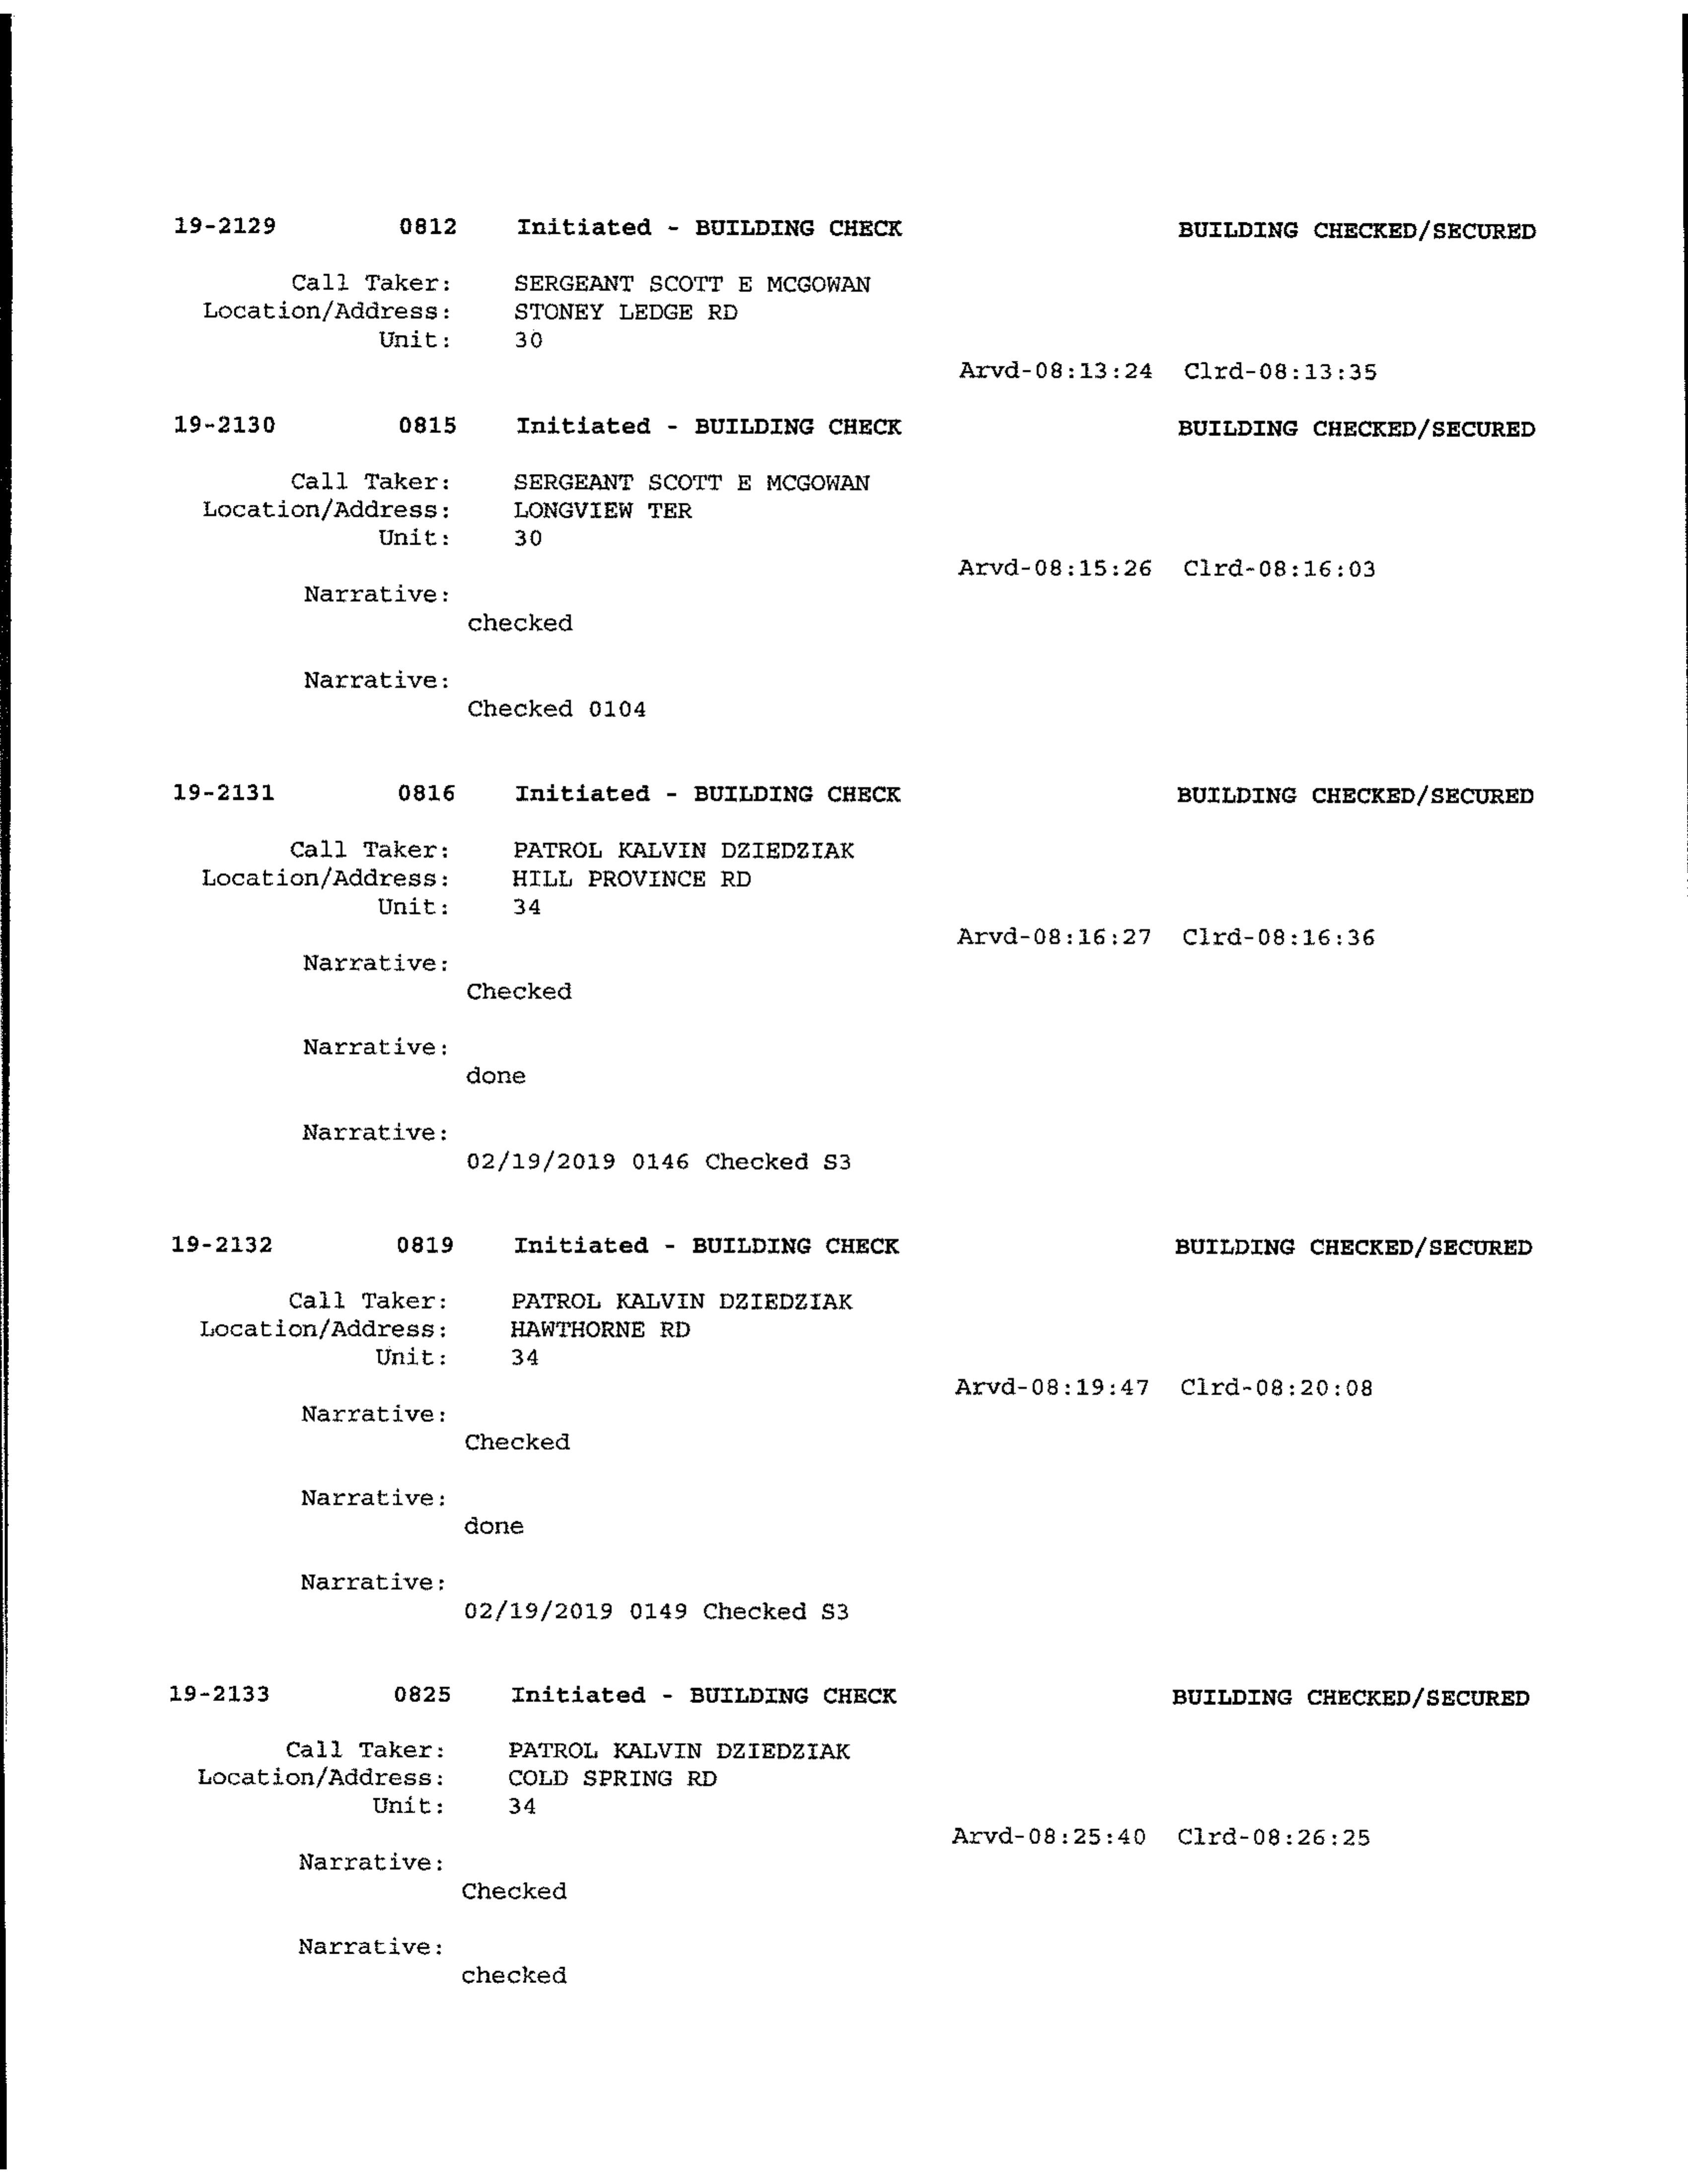 19-2129 0812 Initiated - BUILDING CHECK BUILDING CHECKED/SECURED
Call Taker: SERGEANT SCOTT E MCGOWAN
Location/Address: STONEY LEDGE RD
Unit: 30
Arvd-08:13:24 Clrd-08:13:35
19-2130 0815 Initiated - BUILDING CHECK BUILDING CHECKED/SECURED
Call Taker: SERGEANT SCOTT E MCGOWAN
Location/Address: LONGVIEW TER
Unit: 30
Arvd-08:15:26 Clrd-08:16:03
Narrative:
checked
Narrative:
Checked 0104
19-2131 0816 Initiated - BUILDING CHECK BUILDING CHECKED/SECURED
Call Taker: PATROL KALVIN DZIEDZIAK
Location/Address: HILL PROVINCE RD
Unit: 34
Arvd-08:16:27 Clrd-08:16:36
Narrative:
Checked
Narrative:
done
Narrative:
02/19/2019 0146 Checked S3
19-2132 0819 Initiated - BUILDING CHECK BUILDING CHECKED/SECURED
Call Taker: PATROL KALVIN DZIEDZIAK
Location/Address: HAWTHORNE RD
Unit: 34
Arvd-08:19:47 Clrd-08:20:08
Narrative:
Checked
Narrative:
done
Narrative:
02/19/2019 0149 Checked S3
19-2133 0825 Initiated - BUILDING CHECK BUILDING CHECKED/SECURED
Call Taker: PATROL KALVIN DZIEDZIAK
Location/Address: COLD SPRING RD
Unit: 34
Arvd-08:25:40 Clrd-08:26:25
Narrative:
Checked
Narrative:
checked